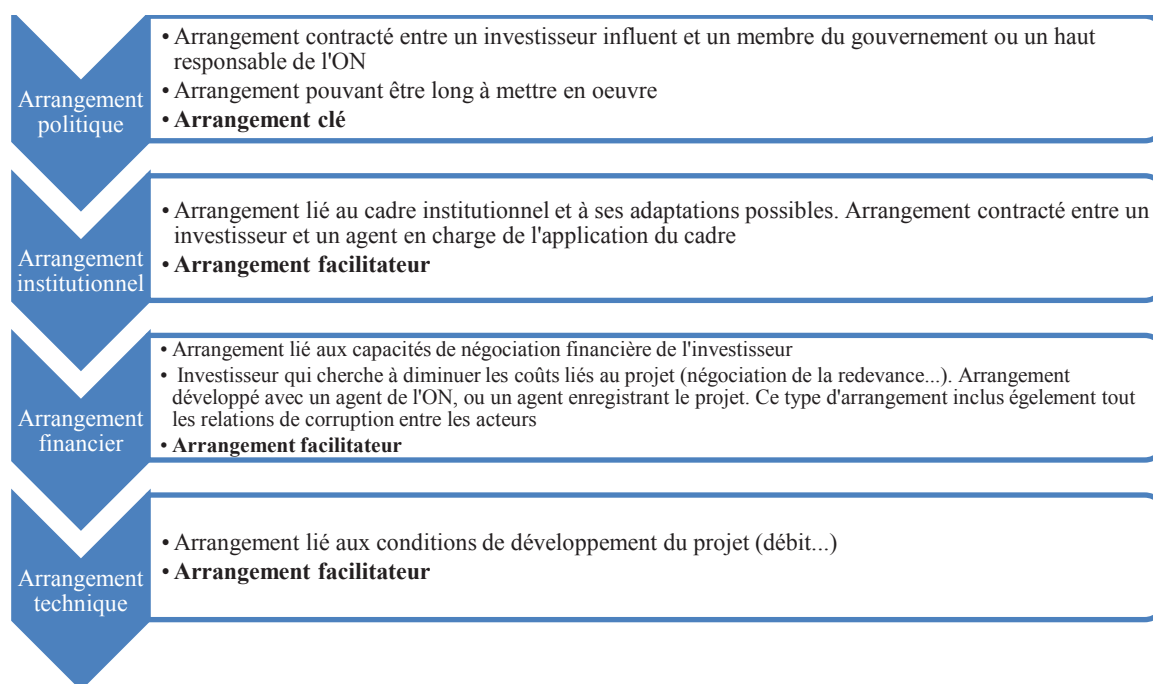 Arrangement
politique
• Arrangement contracté entre un investisseur influent et un membre du gouvernement ou un haut
responsable de l'ON
• Arrangement pouvant être long à mettre en oeuvre
• Arrangement clé
Arrangement
institutionnel
• Arrangement lié au cadre institutionnel et à ses adaptations possibles. Arrangement contracté entre un
investisseur et un agent en charge de l'application du cadre
• Arrangement facilitateur
Arrangement
financier
• Arrangement lié aux capacités de négociation financière de l'investisseur
• Investisseur qui cherche à diminuer les coûts liés au projet (négociation de la redevance...). Arrangement
développé avec un agent de l'ON, ou un agent enregistrant le projet. Ce type d'arrangement inclus égelement tout
les relations de corruption entre les acteurs
• Arrangement facilitateur
Arrangement
technique
• Arrangement lié aux conditions de développement du projet (débit...)
• Arrangement facilitateur